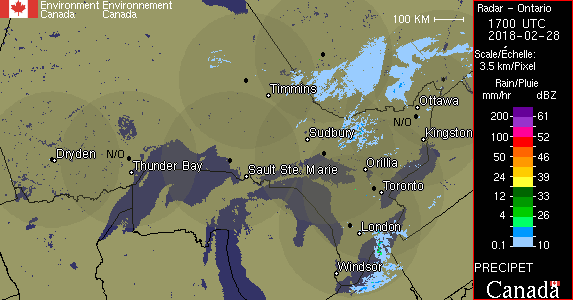 Environment Environnement
Canada Canada
100 KM
Timmins
Ottawa
N/O
Sudbury
Kingston
Dryden
N/O
Thunder Bay
Sault Ste. Marie
Orillia
Toronto
London
Windsor
Radar - Ontario
1700 UTC
2018-02-28
Scale/Échelle:
3.5 km/Pixel
Rain/Pluie
mm/hr dBZ
200 61
100 52
50 46
24 39
12 33
4 26
0.1 10
PRECIPET
Canada